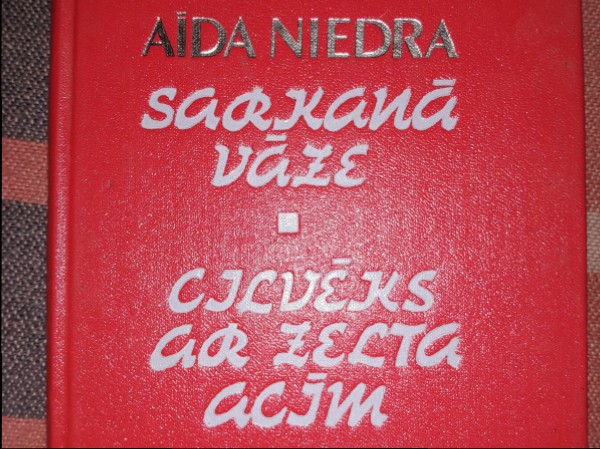 AĪDA NIEDRA
SARKANĀ
VĀZE
CILVĒKS
AR ZELTA
ACĪM